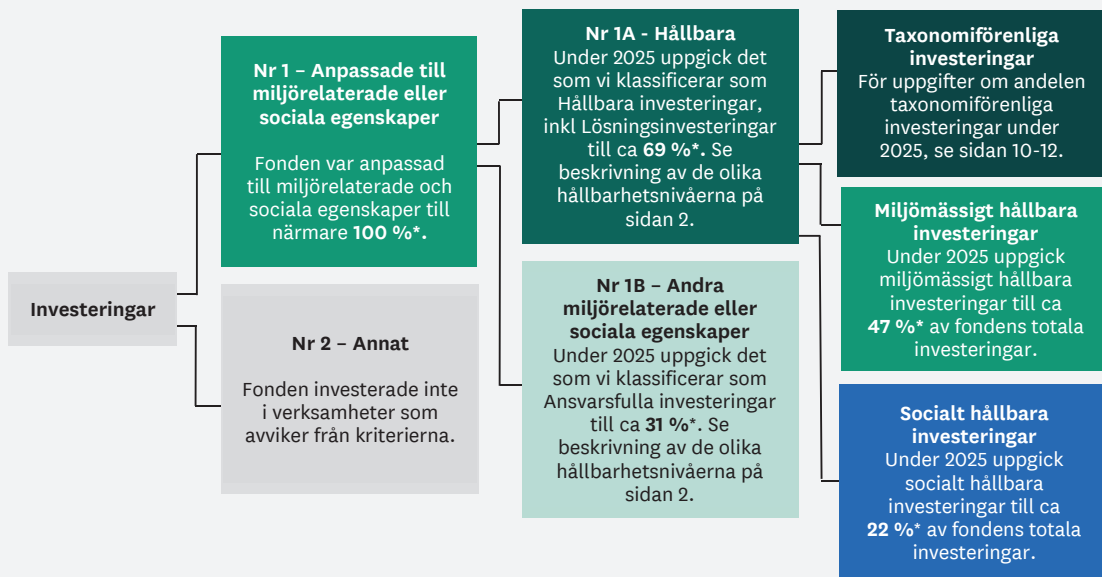 Investeringar
Nr 1 – Anpassade till
miljörelaterade eller
sociala egenskaper
Fonden var anpassad
till miljörelaterade och
sociala egenskaper till
närmare 100 %*.
Nr 2 – Annat
Fonden investerade inte
i verksamheter som
avviker från kriterierna.
Nr 1A - Hållbara
Under 2025 uppgick det
som vi klassificerar som
Hållbara investeringar,
inkl Lösningsinvesteringar
till ca 69 %*. Se
beskrivning av de olika
hållbarhetsnivåerna på
sidan 2.
Nr 1B – Andra
miljörelaterade eller
sociala egenskaper
Under 2025 uppgick det
som vi klassificerar som
Ansvarsfulla investeringar
till ca 31 %*. Se
beskrivning av de olika
hållbarhetsnivåerna på
sidan 2.
Taxonomiförenliga
investeringar
För uppgifter om andelen
taxonomiförenliga
investeringar under
2025, se sidan 10-12.
Miljömässigt hållbara
investeringar
Under 2025 uppgick
miljömässigt hållbara
investeringar till ca
47 %* av fondens totala
investeringar.
Socialt hållbara
investeringar
Under 2025 uppgick
socialt hållbara
investeringar till ca
22 %* av fondens totala
investeringar.